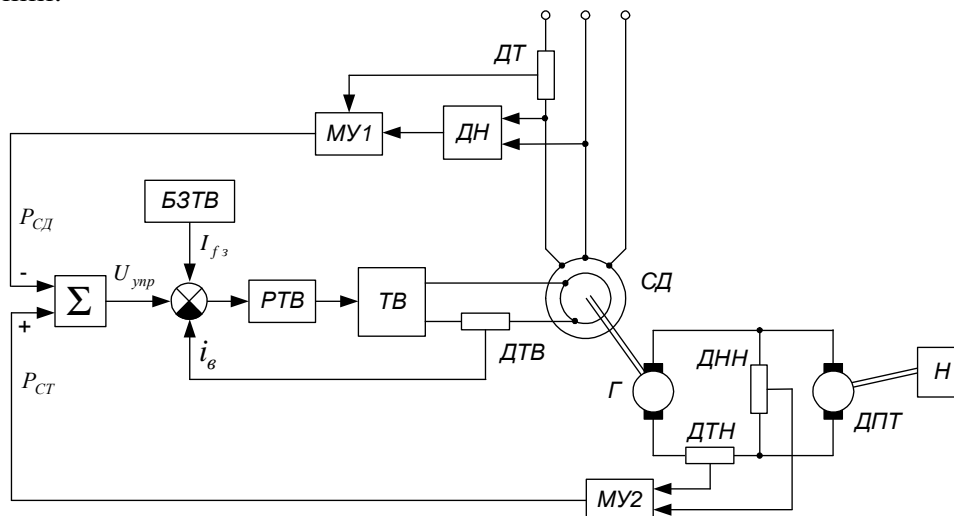 ДТ
МУ1
ДН
БЗТВ
P_СД
I_f з
U_упр
СД
-
Σ
РТВ
ТВ
+
i_в
ДТВ
P_СТ
ДНН
Г
Н
ДПТ
ДТН
МУ2